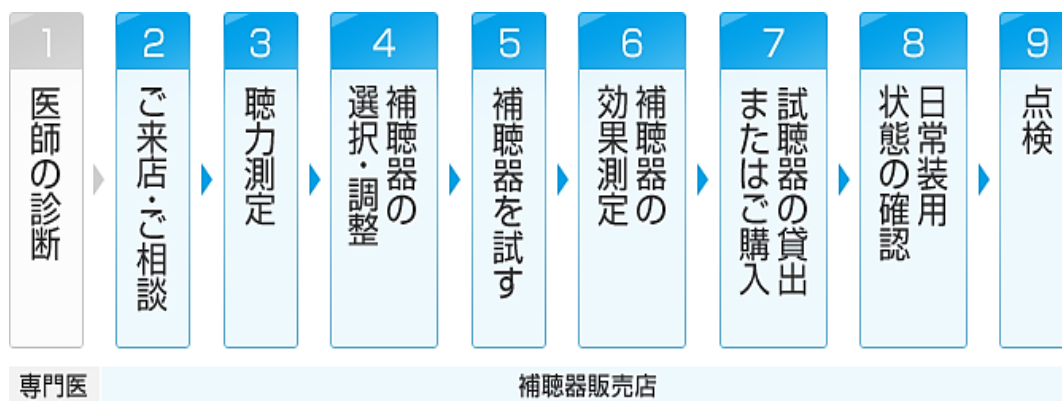 1
医師の診断
2
ご来店・ご相談
3
聴力測定
4
補聴器の
選択・調整
5
補聴器を試す
6
補聴器の
効果測定
7
試聴器の貸出
またはご購入
8
日常装用
状態の確認
9
点検
専門医
補聴器販売店